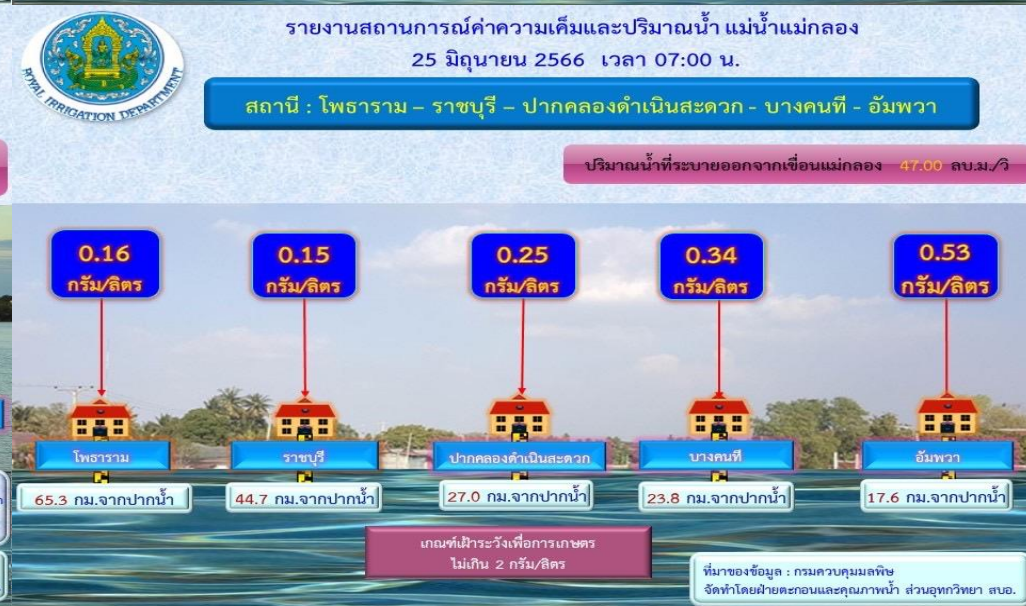 รายงานสถานการณ์ค่าความเค็มและปริมาณน้ำ แม่น้ำแม่กลอง
25 มิถุนายน 2566 เวลา 07:00 น.
ROYAL IRRIGATION DEPARTMENT
สถานี : โพธาราม – ราชบุรี – ปากคลองดำเนินสะดวก - บางคนที - อัมพวา
ปริมาณน้ำที่ระบายออกจากเขื่อนแม่กลอง 47.00 ลบ.ม./วิ
0.16 กรัม/ลิตร
0.15 กรัม/ลิตร
0.25 กรัม/ลิตร
0.34 กรัม/ลิตร
0.53 กรัม/ลิตร
โพธาราม
ราชบุรี
ปากคลองดำเนินสะดวก
บางคนที
อัมพวา
65.3 กม.จากปากน้ำ
44.7 กม.จากปากน้ำ
27.0 กม.จากปากน้ำ
23.8 กม.จากปากน้ำ
17.6 กม.จากปากน้ำ
เกณฑ์เฝ้าระวังเพื่อการเกษตร
ไม่เกิน 2 กรัม/ลิตร
ที่มาของข้อมูล : กรมควบคุมมลพิษ
จัดทำโดยฝ่ายตะกอนและคุณภาพน้ำ ส่วนอุทกวิทยา สบอ.